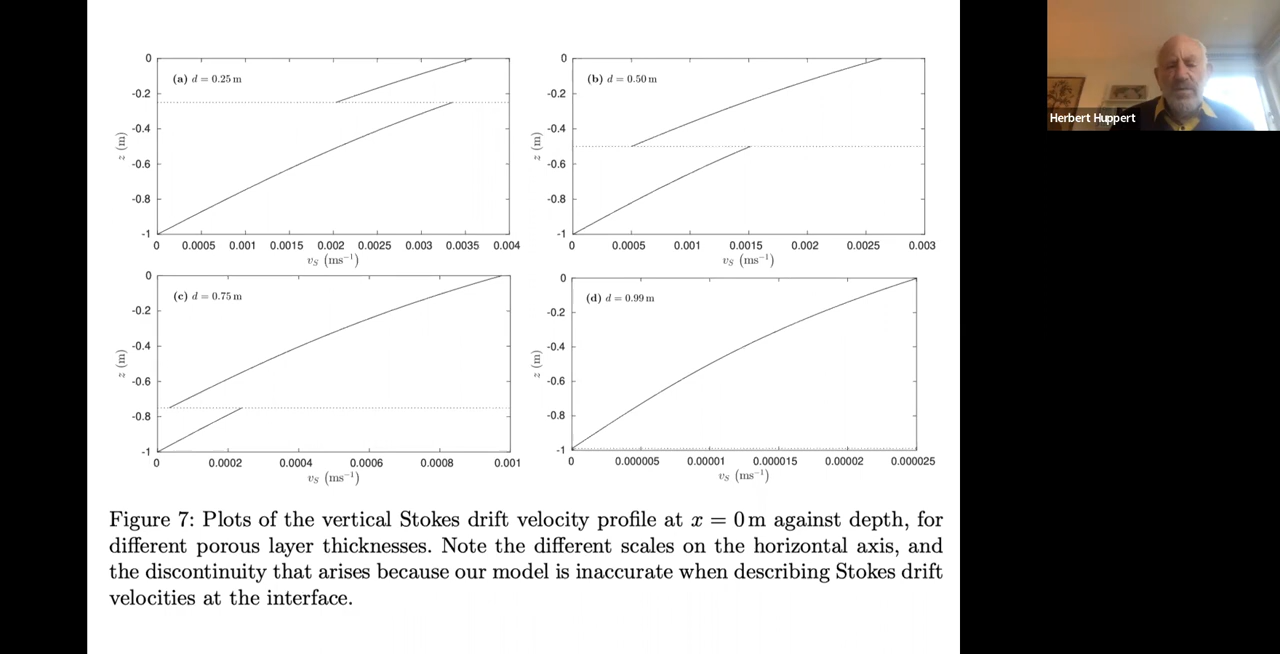 (a) d = 0.25 m
0
-0.2
-0.4
-0.6
-0.8
-1
z (m)
0 0.0005 0.001 0.0015 0.002 0.0025 0.003 0.0035 0.004
vS (ms⁻¹)
(b) d = 0.50 m
0
-0.2
-0.4
-0.6
-0.8
-1
z (m)
0 0.0005 0.001 0.0015 0.002 0.0025 0.003
vS (ms⁻¹)
(c) d = 0.75 m
0
-0.2
-0.4
-0.6
-0.8
-1
z (m)
0 0.0002 0.0004 0.0006 0.0008 0.001
vS (ms⁻¹)
(d) d = 0.99 m
0
-0.2
-0.4
-0.6
-0.8
-1
z (m)
0 0.000005 0.00001 0.000015 0.00002 0.000025
vS (ms⁻¹)
Figure 7: Plots of the vertical Stokes drift velocity profile at x = 0 m against depth, for
different porous layer thicknesses. Note the different scales on the horizontal axis, and
the discontinuity that arises because our model is inaccurate when describing Stokes drift
velocities at the interface.
Herbert Huppert